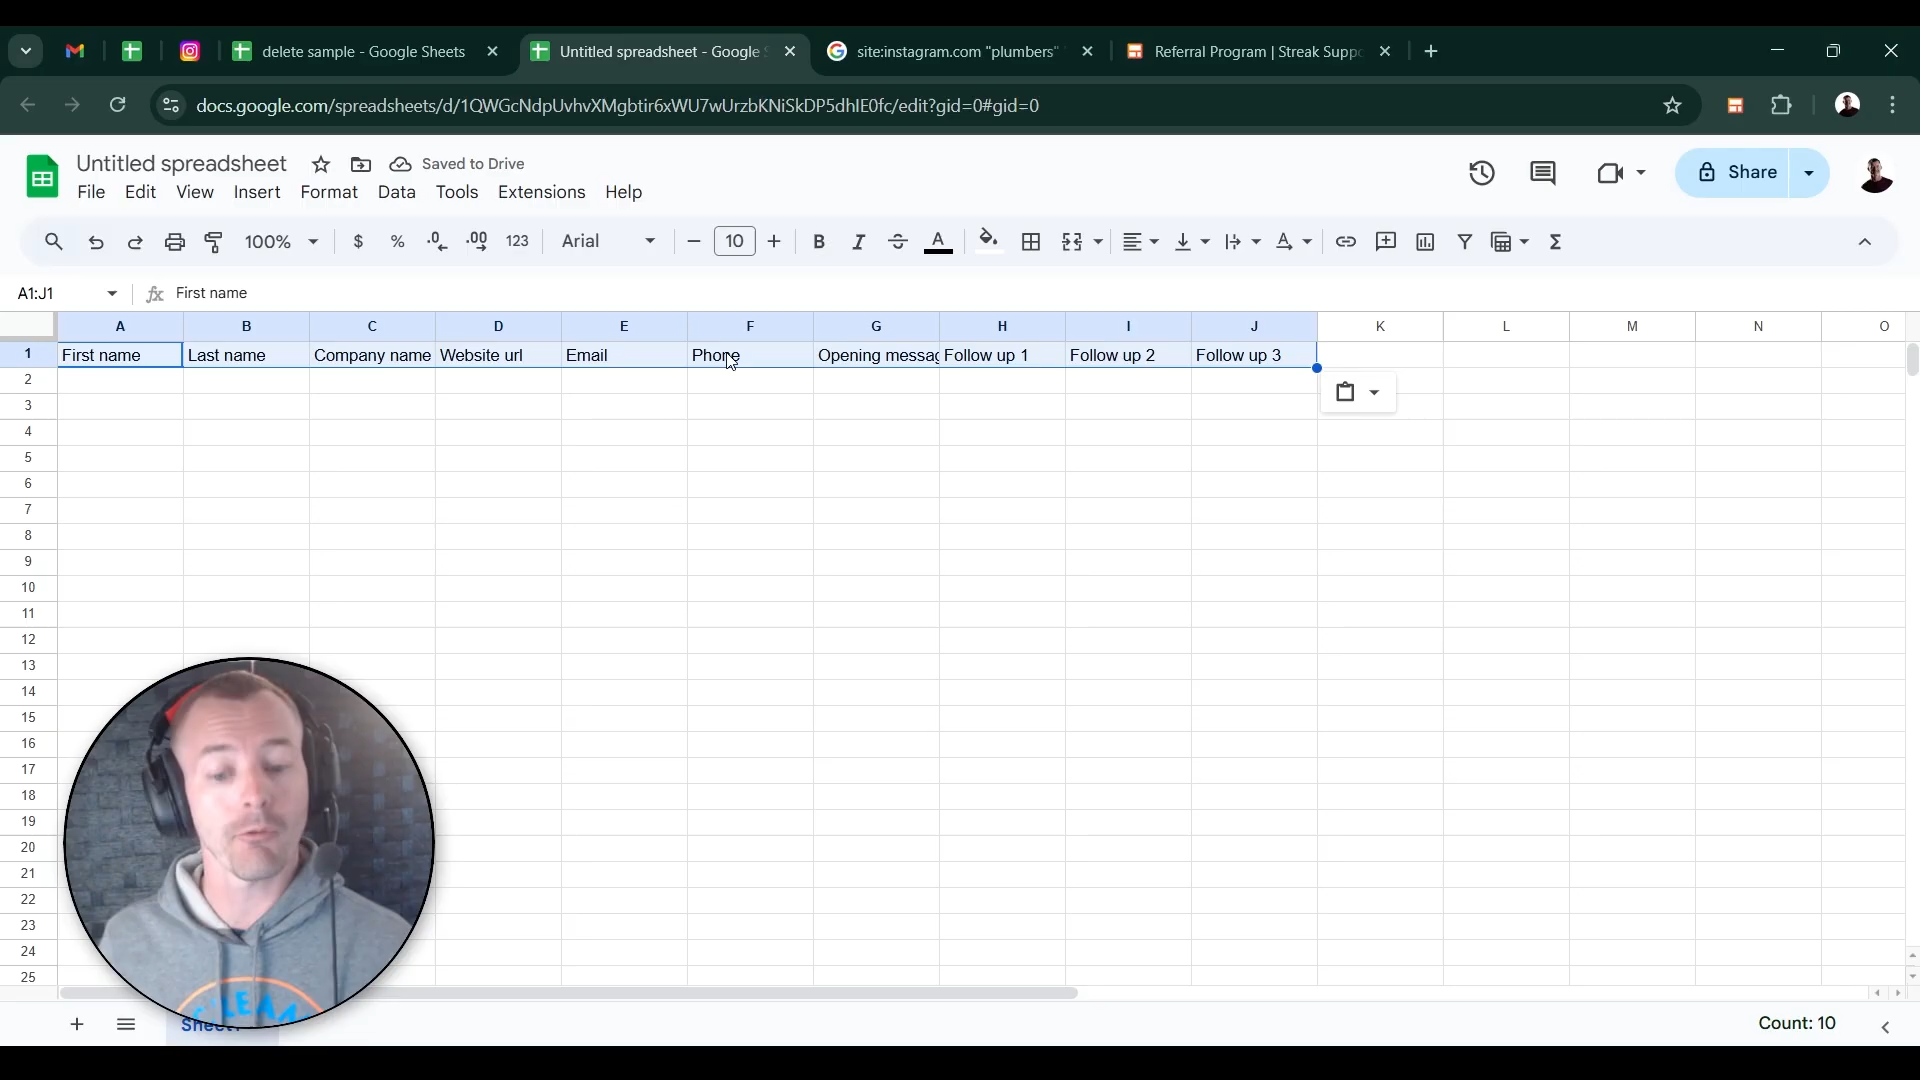 delete sample - Google Sheets
Untitled spreadsheet - Google S
site:instagram.com "plumbers"
Referral Program | Streak Suppo
docs.google.com/spreadsheets/d/1QWGcNdpUvhvXMgbtir6xWU7wUrzbKNiSkDP5dhIE0fc/edit?gid=0#gid=0
Untitled spreadsheet
Saved to Drive
File Edit View Insert Format Data Tools Extensions Help
Share
100%
$ % .0 .00 123
Arial
10
B I S A
A1:J1
fx First name
A B C D E F G H I J K L M N O
1 First name Last name Company name Website url Email Phone Opening messag Follow up 1 Follow up 2 Follow up 3
2
3
4
5
6
7
8
9
10
11
12
13
14
15
16
17
18
19
20
21
22
23
24
25
Count: 10